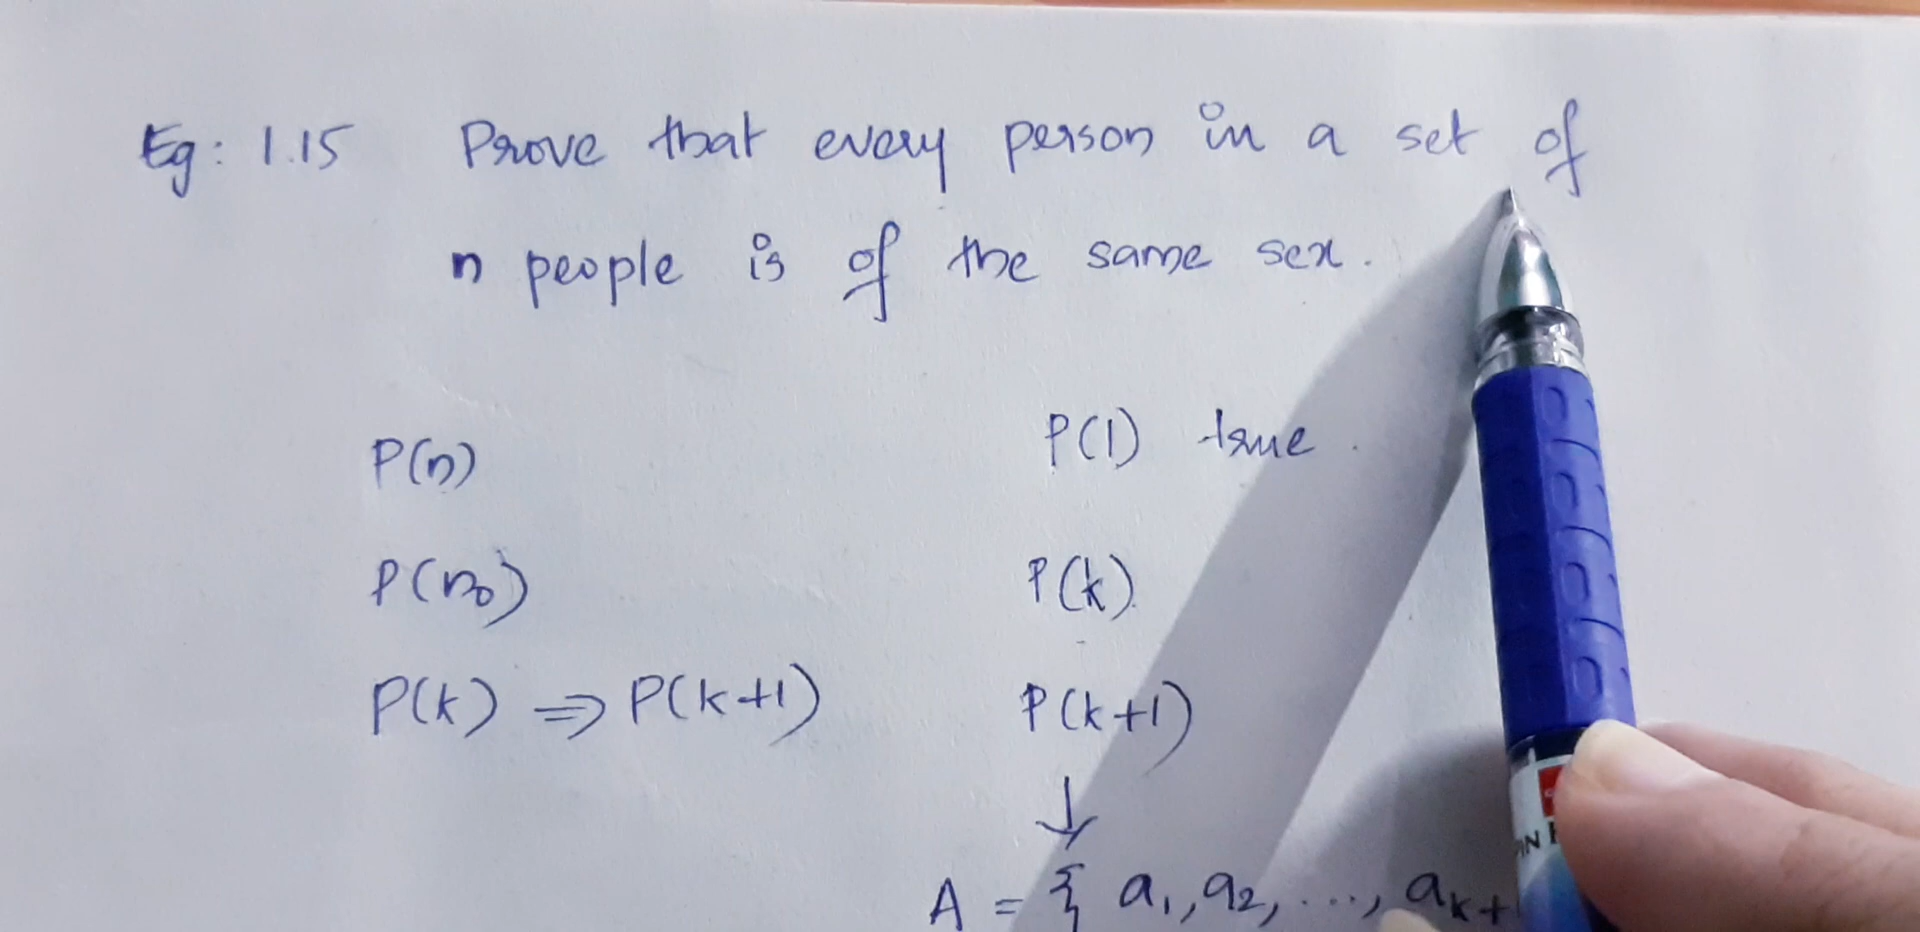 Eg: 1.15 Prove that every person in a set of
n people is of the same sex.
P(n)
P(n₀)
P(k) ⇒ P(k+1)
P(1) true.
P(k)
P(k+1)
↓
A = { a₁, a₂, ..., aₖ₊